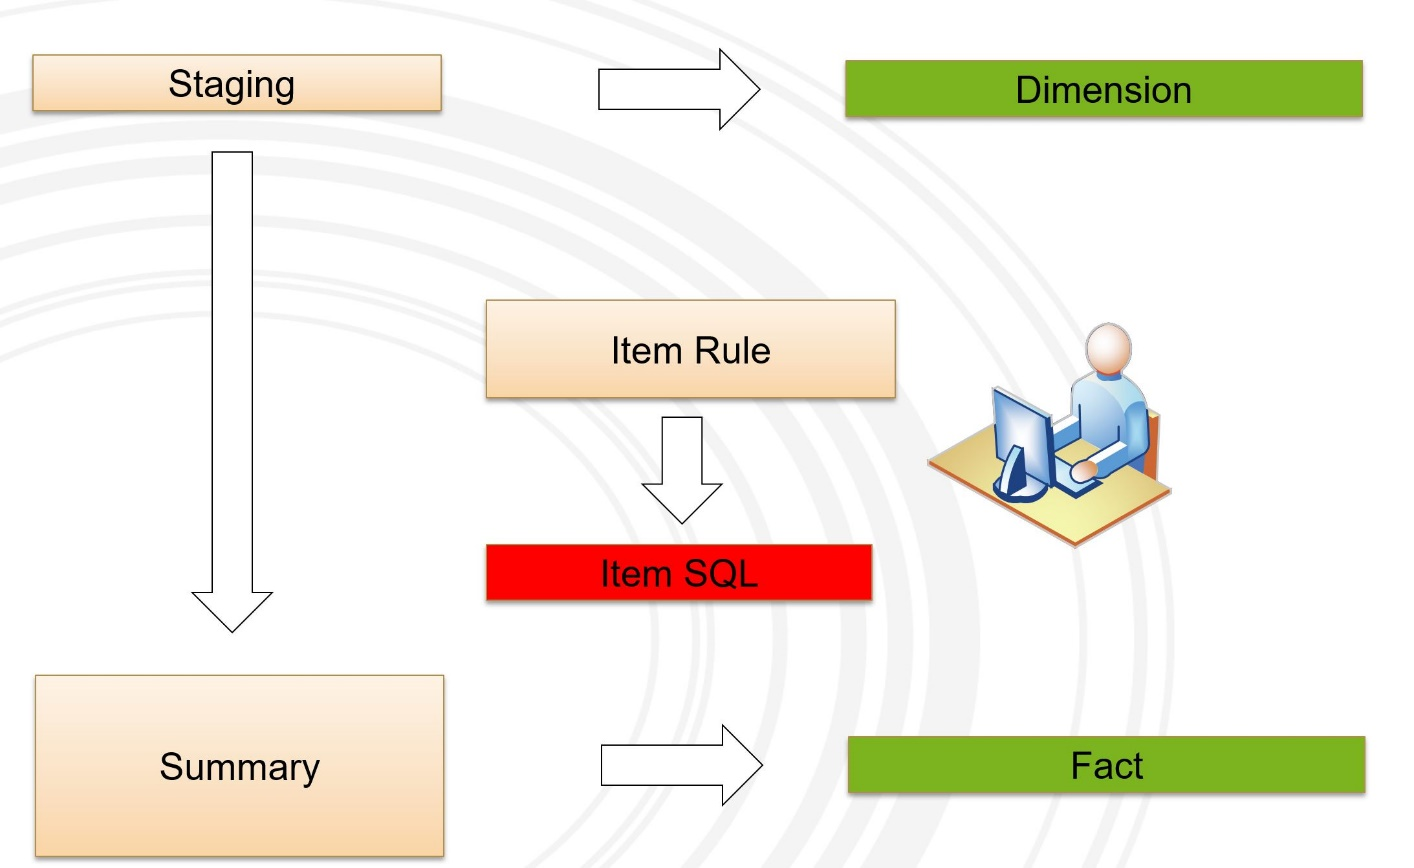 Staging
Dimension
Item Rule
Item SQL
Summary
Fact